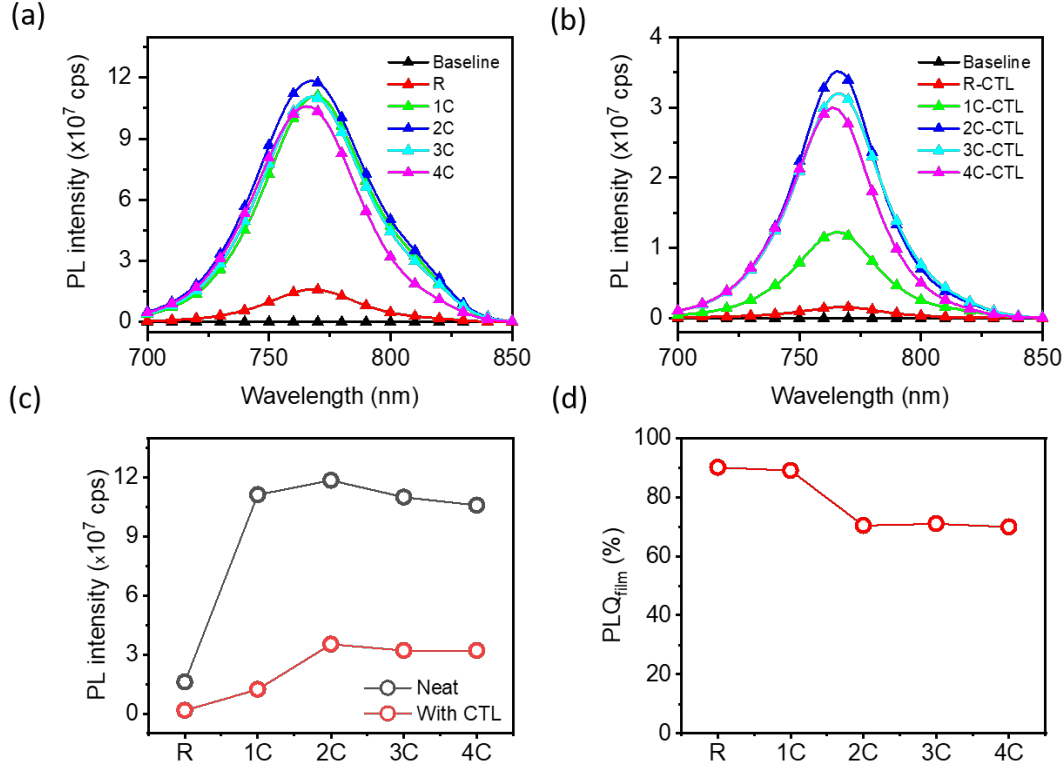 (a)
PL intensity (x10⁷ cps)
12
9
6
3
0
700
750
800
850
Wavelength (nm)
Baseline
R
1C
2C
3C
4C
(b)
PL intensity (x10⁷ cps)
4
3
2
1
0
700
750
800
850
Wavelength (nm)
Baseline
R-CTL
1C-CTL
2C-CTL
3C-CTL
4C-CTL
(c)
PL intensity (×10⁷ cps)
12
9
6
3
0
R
1C
2C
3C
4C
Neat
With CTL
(d)
PLQfilm (%)
100
80
60
40
20
0
R
1C
2C
3C
4C